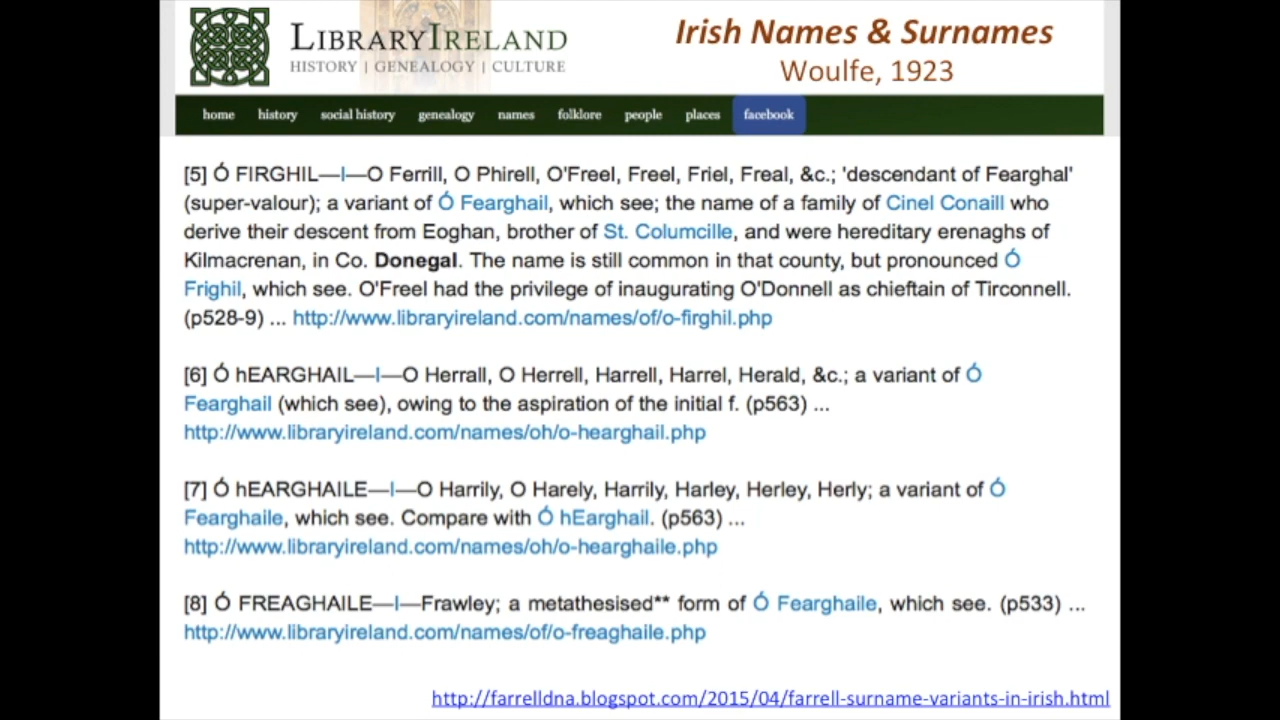 LIBRARYIRELAND
HISTORY | GENEALOGY | CULTURE
Irish Names & Surnames
Woulfe, 1923
home history social history genealogy names folklore people places facebook
[5] Ó FIRGHIL—I—O Ferrill, O Phirell, O'Freel, Freel, Friel, Freal, &c.; 'descendant of Fearghal'
(super-valour); a variant of Ó Fearghail, which see; the name of a family of Cinel Conaill who
derive their descent from Eoghan, brother of St. Columcille, and were hereditary erenaghs of
Kilmacrenan, in Co. Donegal. The name is still common in that county, but pronounced Ó
Frighil, which see. O'Freel had the privilege of inaugurating O'Donnell as chieftain of Tirconnell.
(p528-9) ... http://www.libraryireland.com/names/of/o-firghil.php
[6] Ó hEARGHAIL—I—O Herrall, O Herrell, Harrell, Harrel, Herald, &c.; a variant of Ó
Fearghail (which see), owing to the aspiration of the initial f. (p563) ...
http://www.libraryireland.com/names/oh/o-hearghail.php
[7] Ó hEARGHAILE—I—O Harrily, O Harely, Harrily, Harley, Herley, Herly; a variant of Ó
Fearghaile, which see. Compare with Ó hEarghail. (p563) ...
http://www.libraryireland.com/names/oh/o-hearghaile.php
[8] Ó FREAGHAILE—I—Frawley; a metathesised** form of Ó Fearghaile, which see. (p533) ...
http://www.libraryireland.com/names/of/o-freaghaile.php
http://farrelldna.blogspot.com/2015/04/farrell-surname-variants-in-irish.html